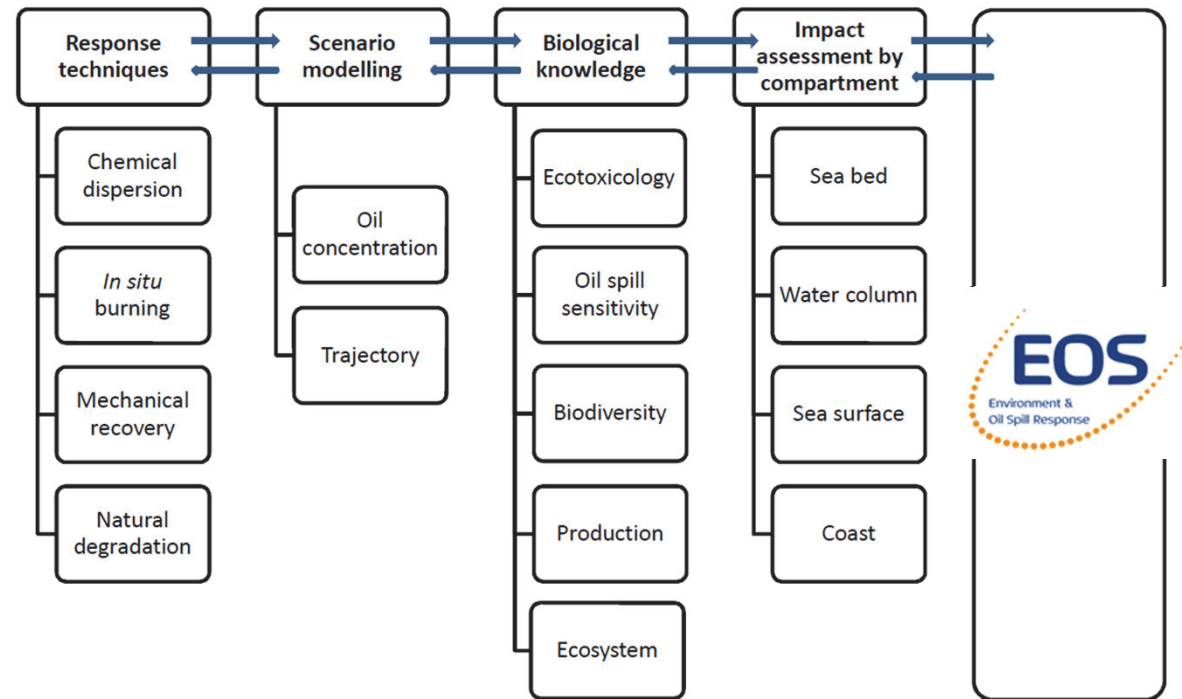 Response
techniques
Scenario
modelling
Biological
knowledge
Impact
assessment by
compartment
Chemical
dispersion
In situ
burning
Mechanical
recovery
Natural
degradation
Oil
concentration
Trajectory
Ecotoxicology
Oil spill
sensitivity
Biodiversity
Production
Ecosystem
Sea bed
Water column
Sea surface
Coast
EOS
Environment &
Oil Spill Response